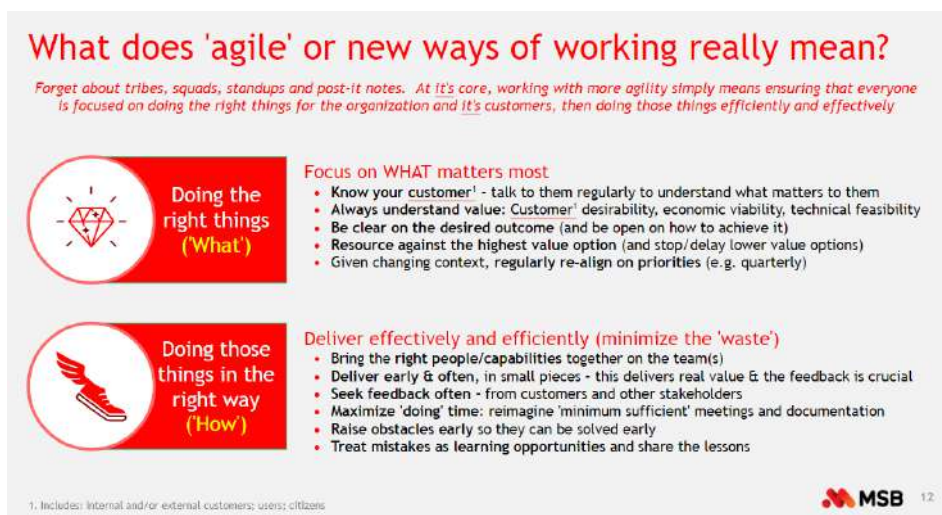 What does 'agile' or new ways of working really mean?
Forget about tribes, squads, standups and post-it notes. At it's core, working with more agility simply means ensuring that everyone
is focused on doing the right things for the organization and it's customers, then doing those things efficiently and effectively
Doing the
right things
('What')
Focus on WHAT matters most
• Know your customer¹ - talk to them regularly to understand what matters to them
• Always understand value: Customer¹ desirability, economic viability, technical feasibility
• Be clear on the desired outcome (and be open on how to achieve it)
• Resource against the highest value option (and stop/delay lower value options)
• Given changing context, regularly re-align on priorities (e.g. quarterly)
Doing those
things in the
right way
('How')
Deliver effectively and efficiently (minimize the 'waste')
• Bring the right people/capabilities together on the team(s)
• Deliver early & often, in small pieces - this delivers real value & the feedback is crucial
• Seek feedback often - from customers and other stakeholders
• Maximize 'doing' time: reimagine 'minimum sufficient' meetings and documentation
• Raise obstacles early so they can be solved early
• Treat mistakes as learning opportunities and share the lessons
1. Includes: internal and/or external customers; users; citizens
MSB
12